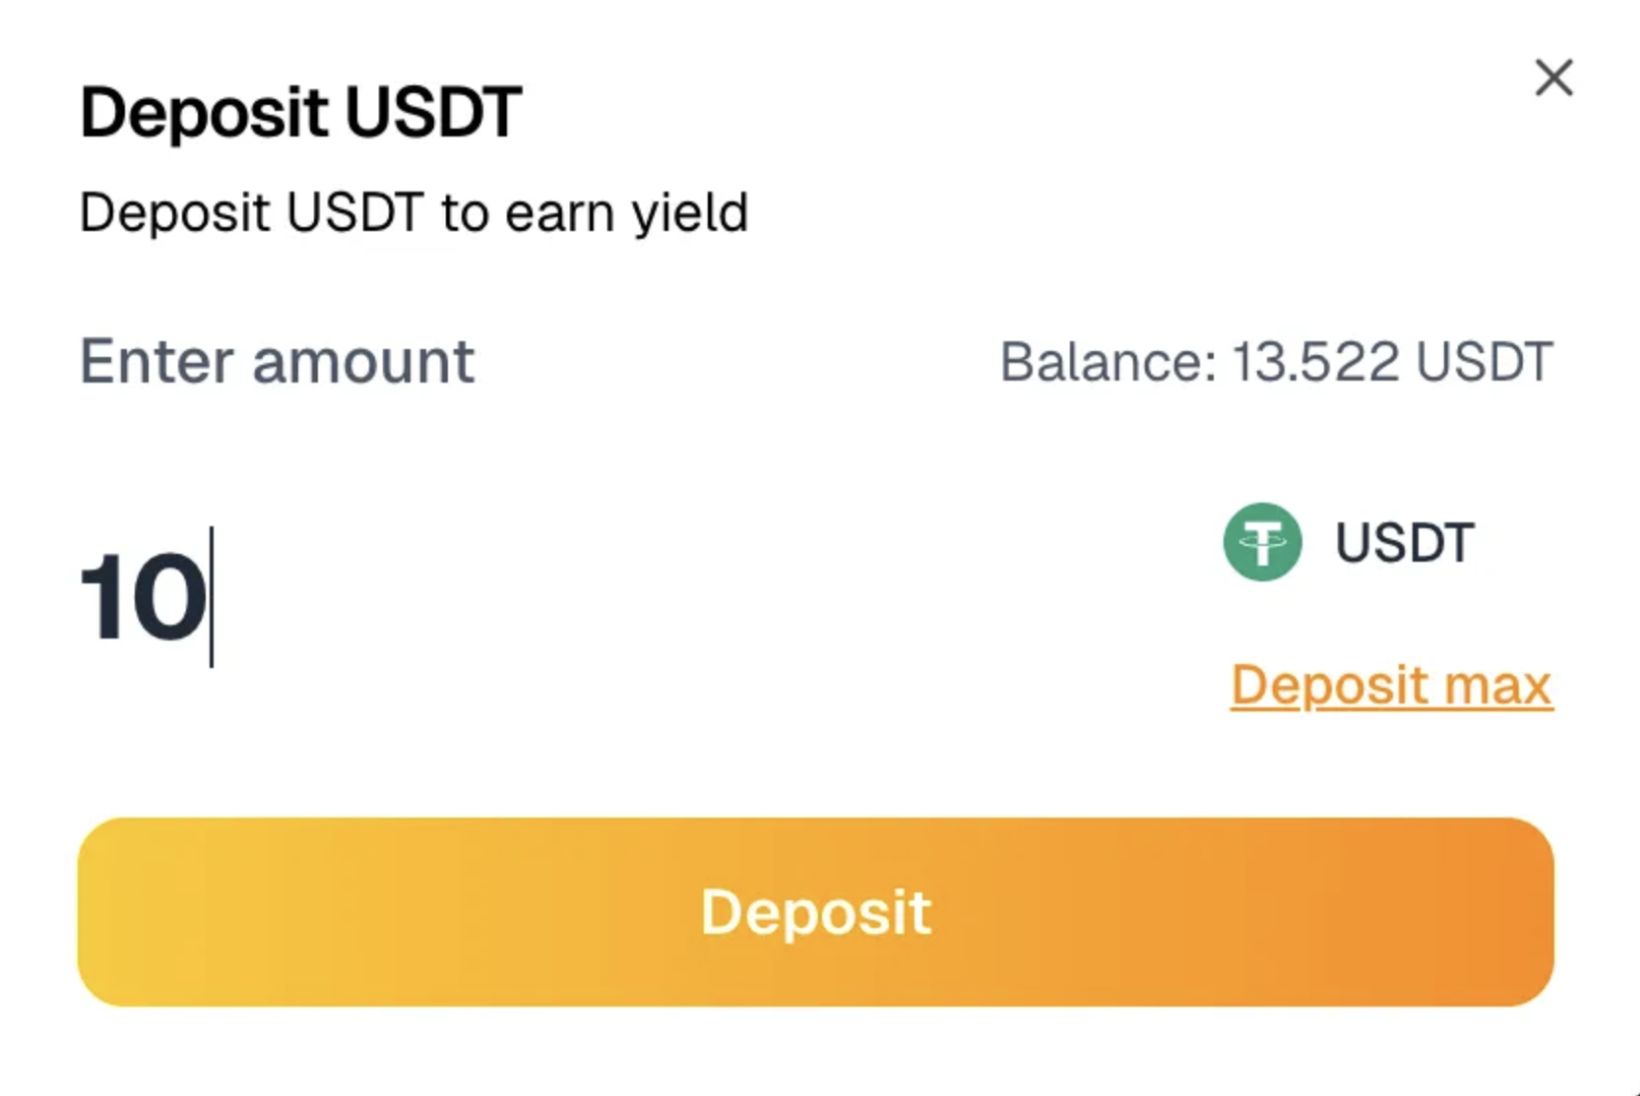 Deposit USDT
Deposit USDT to earn yield
Enter amount
Balance: 13.522 USDT
10
USDT
Deposit max
Deposit